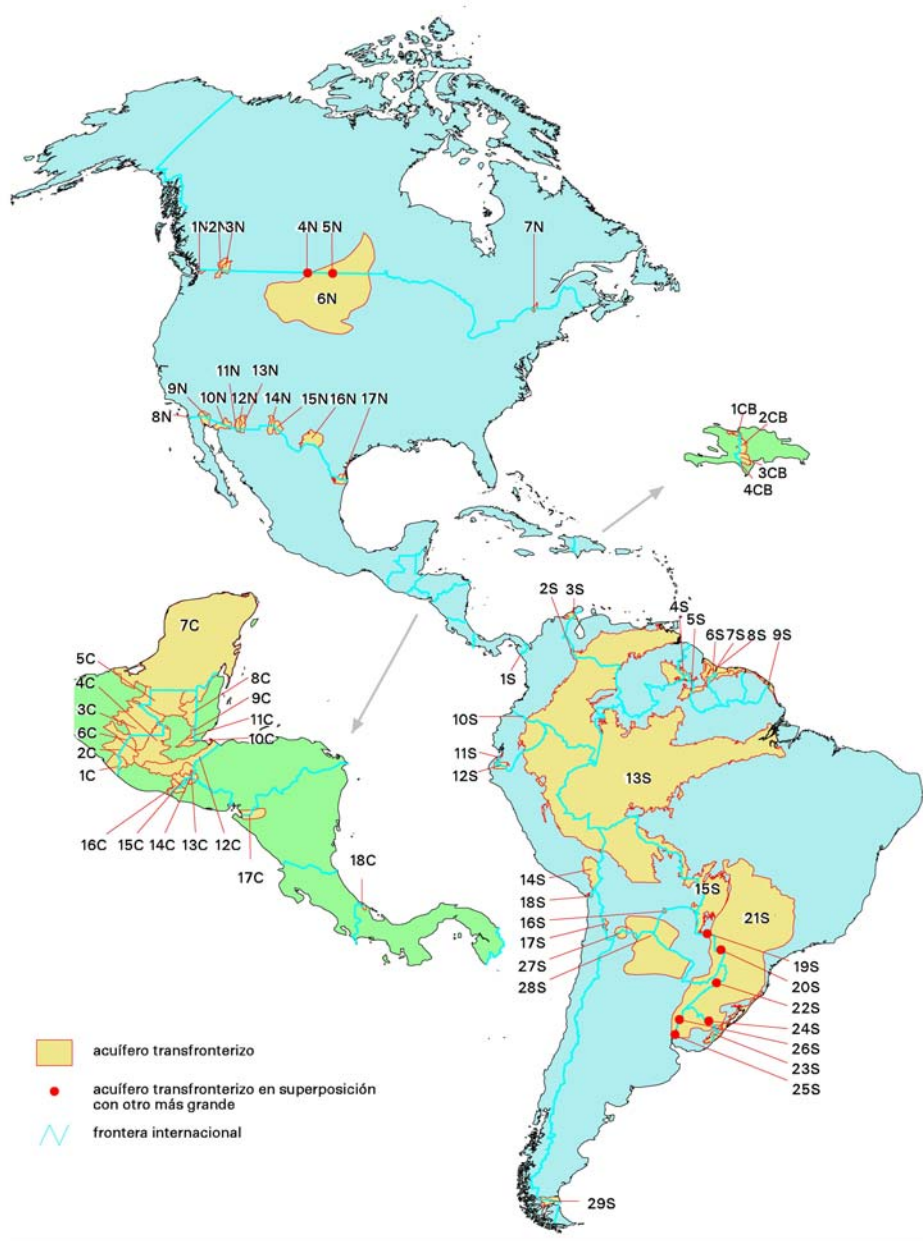 1N 2N 3N 4N 5N 7N
6N
11N 13N
9N 10N 12N 14N 15N 16N 17N
8N
1CB
2CB
3CB
4CB
7C
5C
4C
3C
6C
2C
1C
8C
9C
11C
10C
16C 15C 14C 13C 12C
17C
18C
2S 3S 4S 5S 6S 7S 8S 9S
1S
10S
11S
12S
13S
14S
18S
16S
17S
27S
28S
15S
21S
19S
20S
22S
24S
26S
23S
25S
29S
acuífero transfronterizo
acuífero transfronterizo en superposición
con otro más grande
frontera internacional